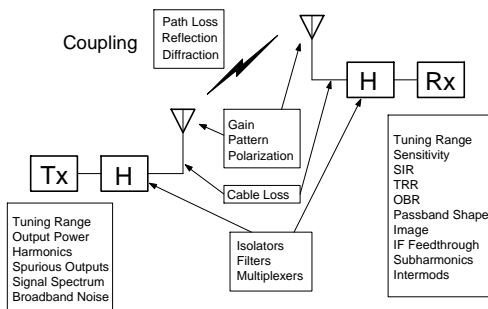 Coupling
Path Loss
Reflection
Diffraction
H
Rx
Gain
Pattern
Polarization
Tx
H
Cable Loss
Tuning Range
Output Power
Harmonics
Spurious Outputs
Signal Spectrum
Broadband Noise
Isolators
Filters
Multiplexers
Tuning Range
Sensitivity
SIR
TRR
OBR
Passband Shape
Image
IF Feedthrough
Subharmonics
Intermods